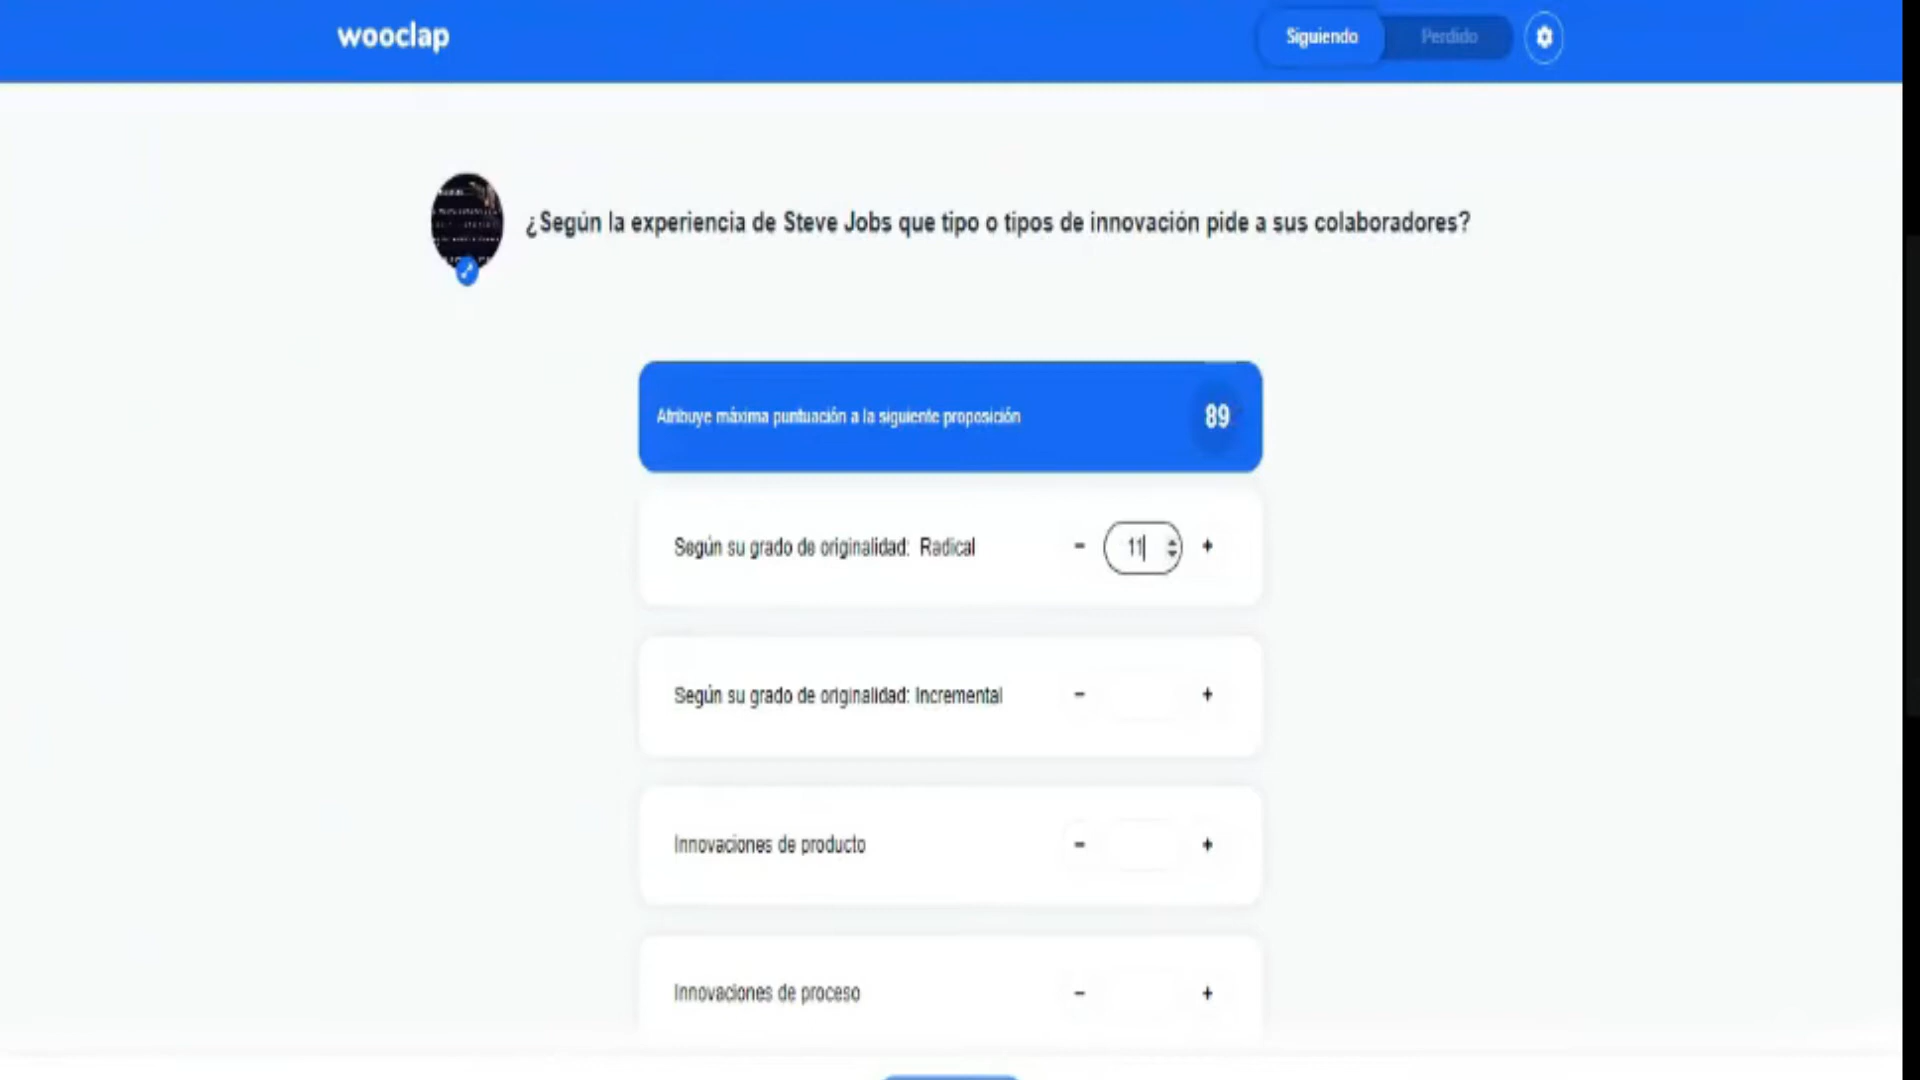 wooclap
Siguiendo
Perdido
¿Según la experiencia de Steve Jobs que tipo o tipos de innovación pide a sus colaboradores?
Atribuye máxima puntuación a la siguiente proposición
89
Según su grado de originalidad: Radical
- 11 +
Según su grado de originalidad: Incremental
- +
Innovaciones de producto
- +
Innovaciones de proceso
- +